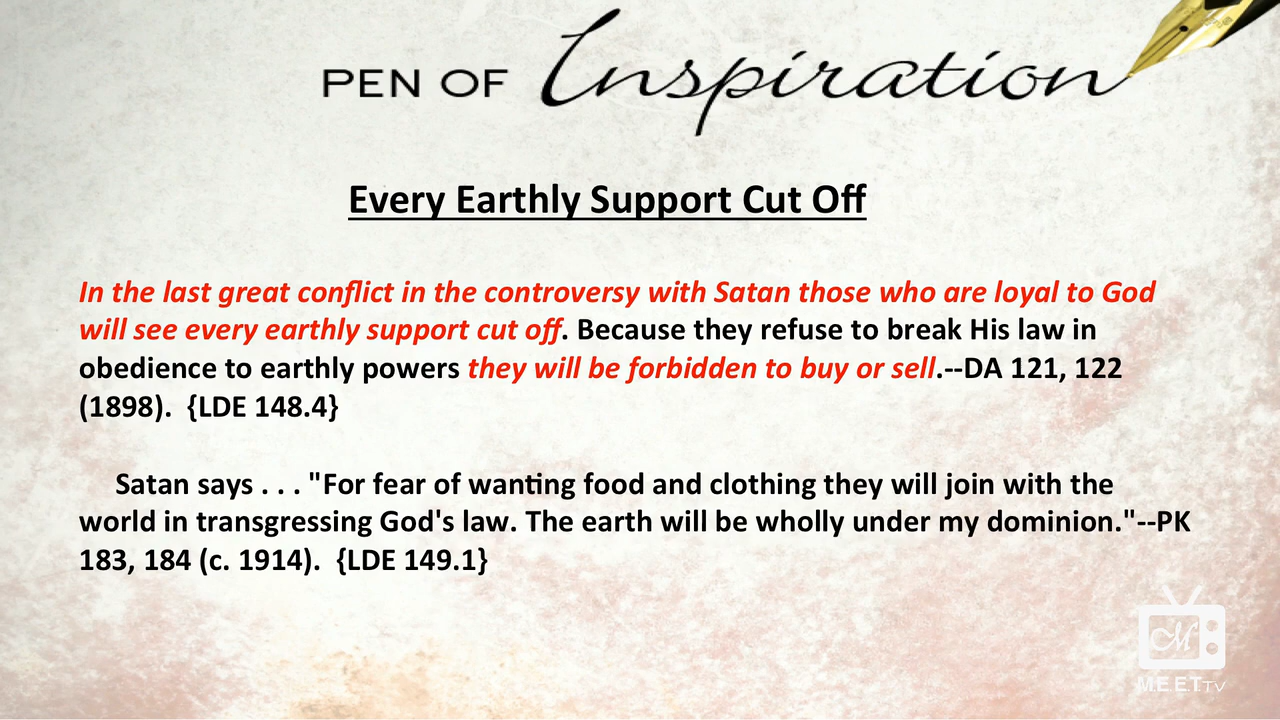 PEN OF Inspiration
Every Earthly Support Cut Off
In the last great conflict in the controversy with Satan those who are loyal to God
will see every earthly support cut off. Because they refuse to break His law in
obedience to earthly powers they will be forbidden to buy or sell.--DA 121, 122
(1898).  {LDE 148.4}
Satan says . . . "For fear of wanting food and clothing they will join with the
world in transgressing God's law. The earth will be wholly under my dominion."--PK
183, 184 (c. 1914).  {LDE 149.1}
M
M.E.E.T.TV